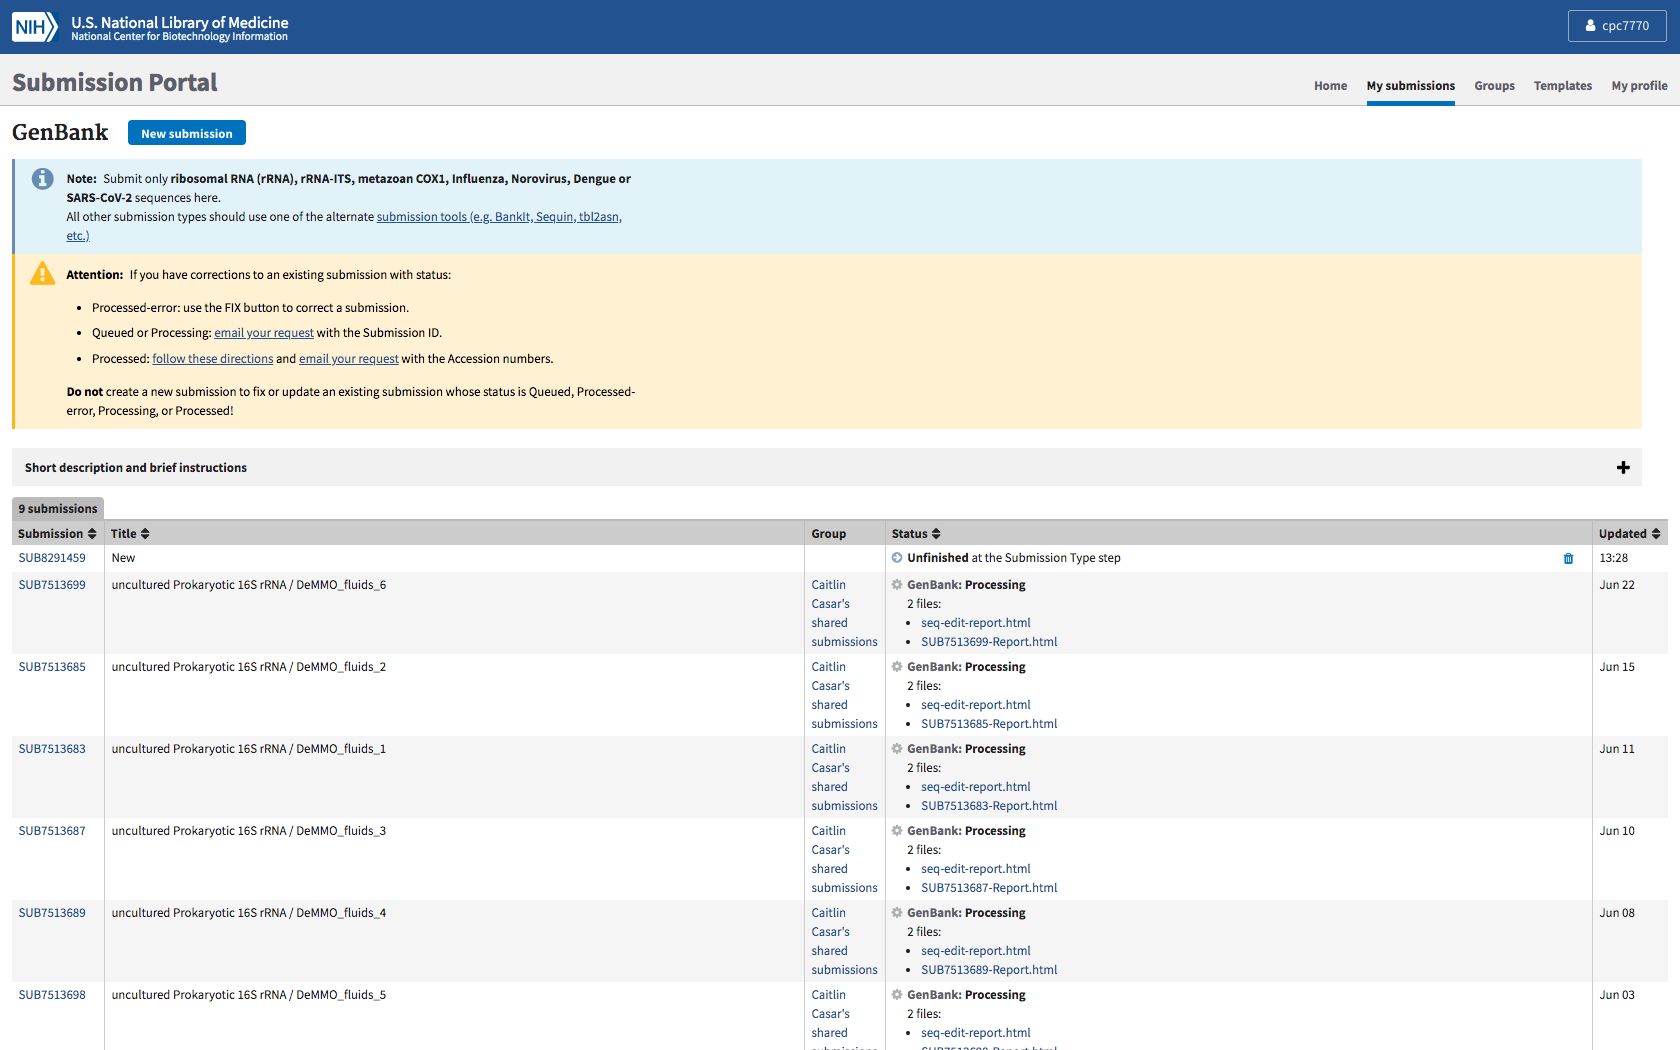 NIH
U.S. National Library of Medicine
National Center for Biotechnology Information
cpc7770
Submission Portal
Home My submissions Groups Templates My profile
GenBank New submission
Note: Submit only ribosomal RNA (rRNA), rRNA-ITS, metazoan COX1, Influenza, Norovirus, Dengue or
SARS-CoV-2 sequences here.
All other submission types should use one of the alternate submission tools (e.g. BankIt, Sequin, tbl2asn,
etc.)
Attention: If you have corrections to an existing submission with status:
• Processed-error: use the FIX button to correct a submission.
• Queued or Processing: email your request with the Submission ID.
• Processed: follow these directions and email your request with the Accession numbers.
Do not create a new submission to fix or update an existing submission whose status is Queued, Processed-
error, Processing, or Processed!
Short description and brief instructions
9 submissions
Submission Title Group Status Updated
SUB8291459 New Unfinished at the Submission Type step 13:28
SUB7513699 uncultured Prokaryotic 16S rRNA / DeMMO_fluids_6 Caitlin GenBank: Processing Jun 22
Casar's 2 files:
shared • seq-edit-report.html
submissions • SUB7513699-Report.html
SUB7513685 uncultured Prokaryotic 16S rRNA / DeMMO_fluids_2 Caitlin GenBank: Processing Jun 15
Casar's 2 files:
shared • seq-edit-report.html
submissions • SUB7513685-Report.html
SUB7513683 uncultured Prokaryotic 16S rRNA / DeMMO_fluids_1 Caitlin GenBank: Processing Jun 11
Casar's 2 files:
shared • seq-edit-report.html
submissions • SUB7513683-Report.html
SUB7513687 uncultured Prokaryotic 16S rRNA / DeMMO_fluids_3 Caitlin GenBank: Processing Jun 10
Casar's 2 files:
shared • seq-edit-report.html
submissions • SUB7513687-Report.html
SUB7513689 uncultured Prokaryotic 16S rRNA / DeMMO_fluids_4 Caitlin GenBank: Processing Jun 08
Casar's 2 files:
shared • seq-edit-report.html
submissions • SUB7513689-Report.html
SUB7513698 uncultured Prokaryotic 16S rRNA / DeMMO_fluids_5 Caitlin GenBank: Processing Jun 03
Casar's 2 files:
shared • seq-edit-report.html